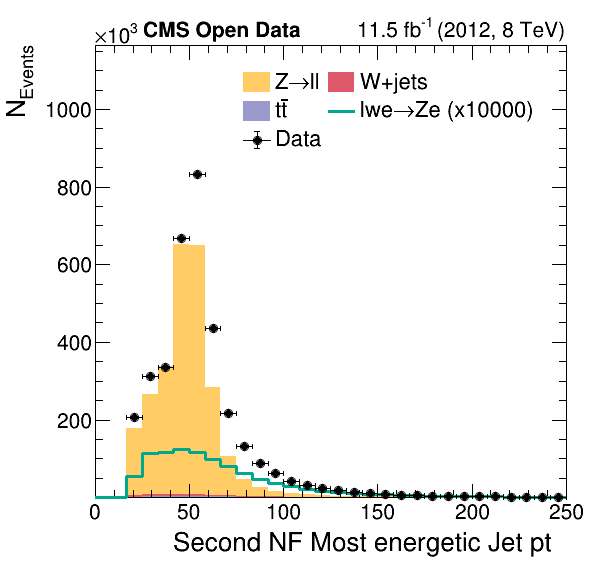 ×10³ CMS Open Data 11.5 fb⁻¹ (2012, 8 TeV)
N_Events
Z→ll W+jets
tt̄ lwe→Ze (x10000)
Data
1000
800
600
400
200
0 50 100 150 200 250
Second NF Most energetic Jet pt